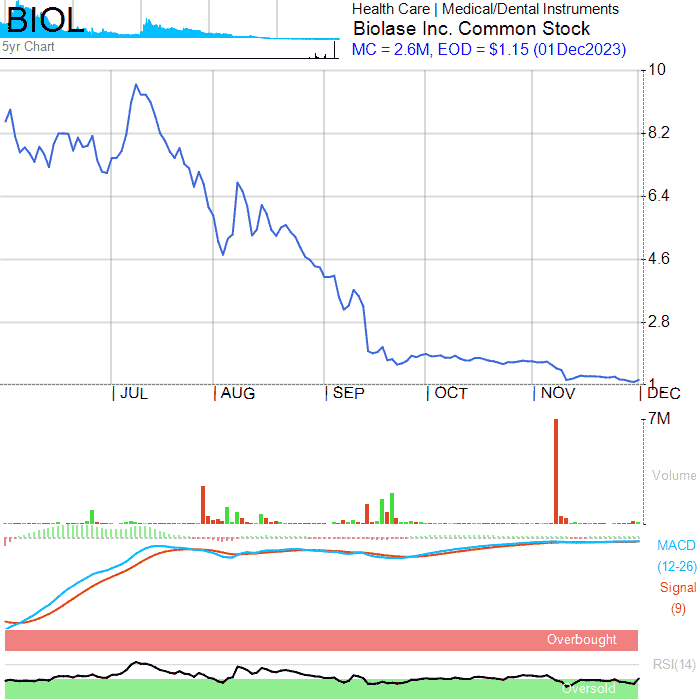 BIOL
5yr Chart
Health Care | Medical/Dental Instruments
Biolase Inc. Common Stock
MC = 2.6M, EOD = $1.15 (01Dec2023)
10
8.2
6.4
4.6
2.8
1
JUL AUG SEP OCT NOV DEC
7M
Volume
MACD
(12-26)
Signal
(9)
Overbought
RSI(14)
Oversold